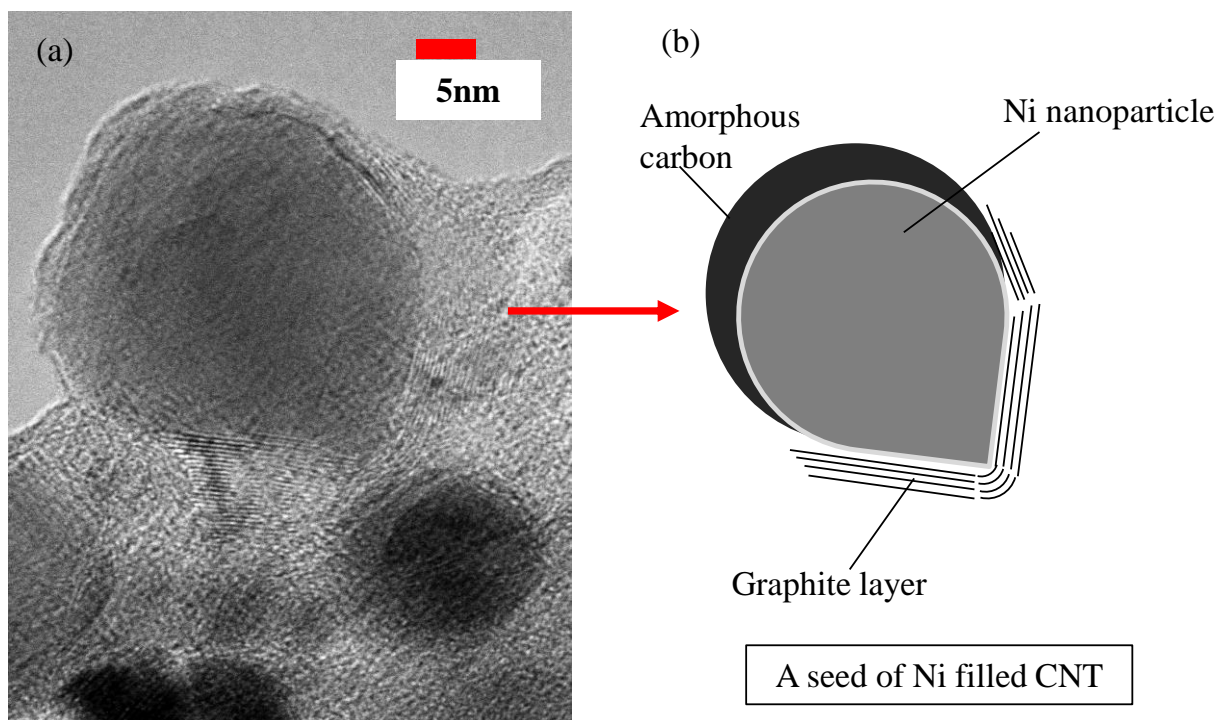 (a)
5nm
(b)
Amorphous
carbon
Ni nanoparticle
Graphite layer
A seed of Ni filled CNT